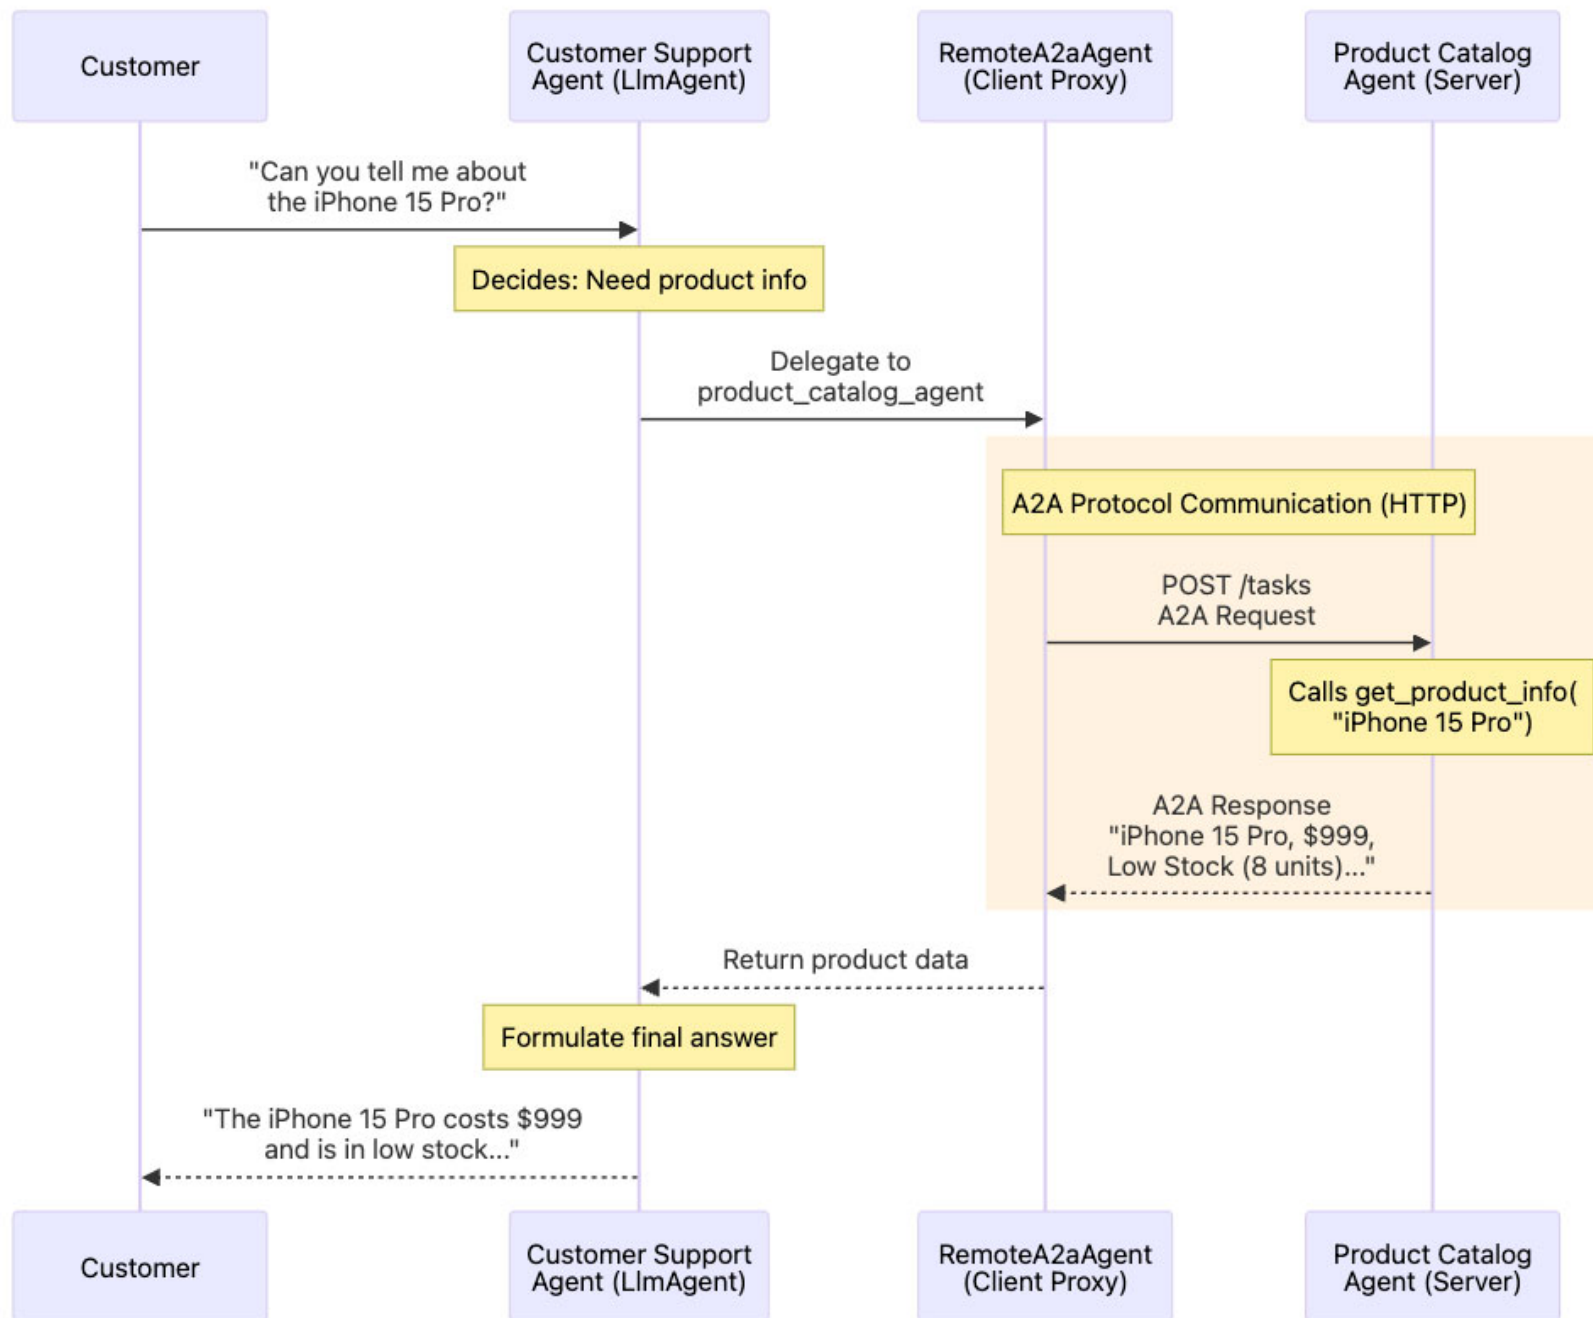 Customer
Customer Support
Agent (LlmAgent)
RemoteA2aAgent
(Client Proxy)
Product Catalog
Agent (Server)
"Can you tell me about
the iPhone 15 Pro?"
Decides: Need product info
Delegate to
product_catalog_agent
A2A Protocol Communication (HTTP)
POST /tasks
A2A Request
Calls get_product_info(
"iPhone 15 Pro")
A2A Response
"iPhone 15 Pro, $999,
Low Stock (8 units)..."
Return product data
Formulate final answer
"The iPhone 15 Pro costs $999
and is in low stock..."
Customer
Customer Support
Agent (LlmAgent)
RemoteA2aAgent
(Client Proxy)
Product Catalog
Agent (Server)